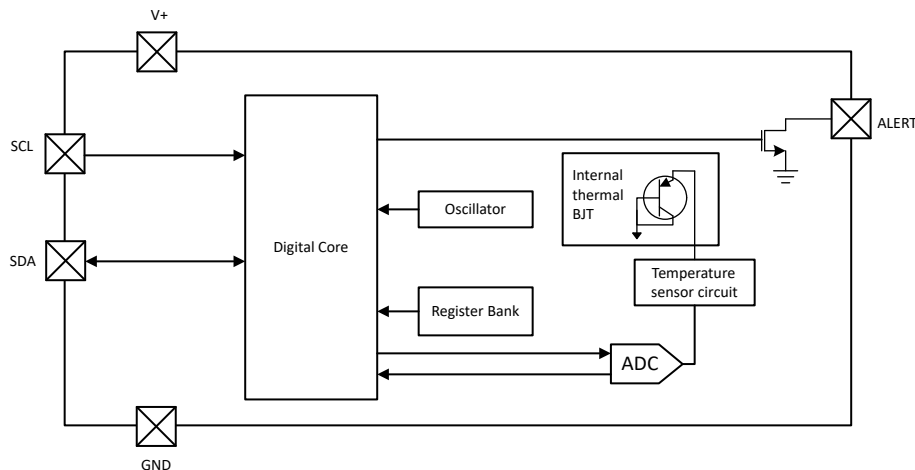 V+
SCL
ALERT
Internal
thermal
BJT
Oscillator
Digital Core
SDA
Temperature
sensor circuit
Register Bank
ADC
GND